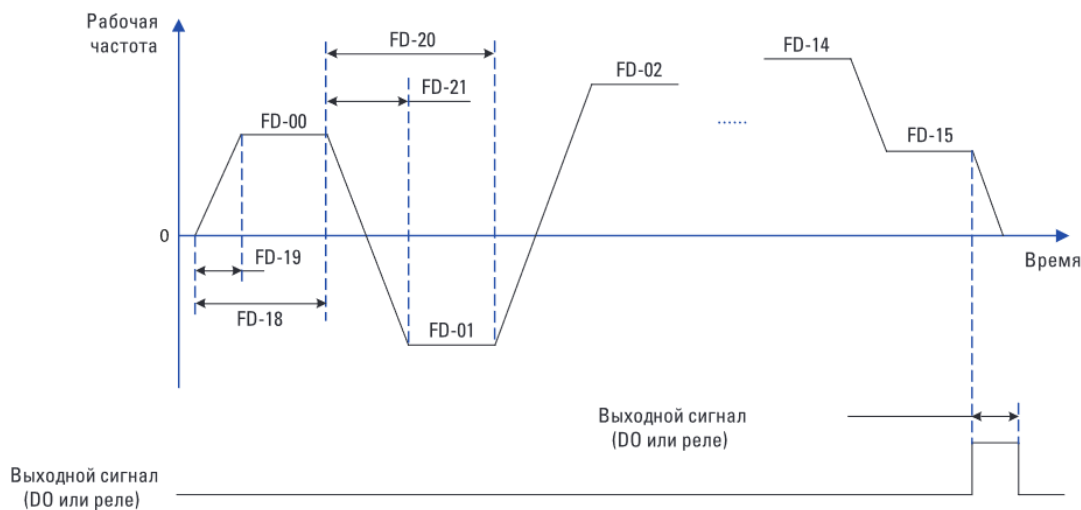 Рабочая
частота
FD-20
FD-14
FD-21
FD-02
FD-00
......
FD-15
0
FD-19
Время
FD-18
FD-01
Выходной сигнал
(DO или реле)
Выходной сигнал
(DO или реле)